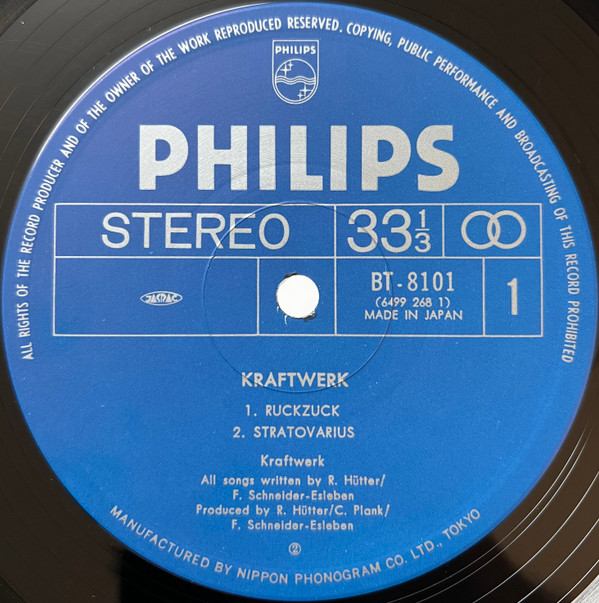 ALL RIGHTS OF THE RECORD PRODUCER AND OF THE OWNER OF THE WORK REPRODUCED RESERVED. COPYING, PUBLIC PERFORMANCE AND BROADCASTING OF THIS RECORD PROHIBITED
PHILIPS
PHILIPS
STEREO 33 1/3
JASRAC BT-8101 1
(6499 268 1)
MADE IN JAPAN
KRAFTWERK
1. RUCKZUCK
2. STRATOVARIUS
Kraftwerk
All songs written by R. Hütter/
F. Schneider-Esleben
Produced by R. Hütter/C. Plank/
F. Schneider-Esleben
②
MANUFACTURED BY NIPPON PHONOGRAM CO. LTD., TOKYO